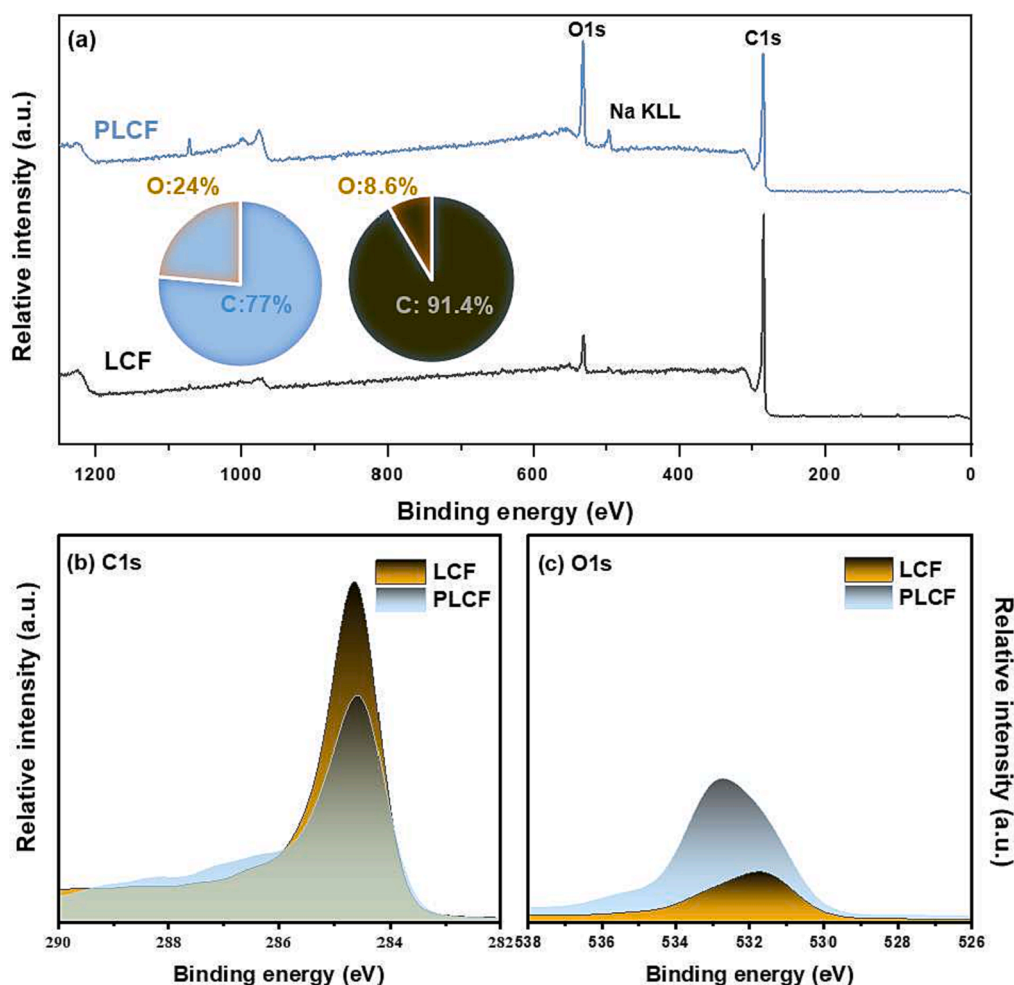 (a)
O1s
C1s
Na KLL
PLCF
O:24%
O:8.6%
C:77%
C: 91.4%
LCF
Relative intensity (a.u.)
1200
1000
800
600
400
200
0
Binding energy (eV)
(b) C1s
LCF
PLCF
Relative intensity (a.u.)
290
288
286
284
282
Binding energy (eV)
(c) O1s
LCF
PLCF
Relative intensity (a.u.)
538
536
534
532
530
528
526
Binding energy (eV)